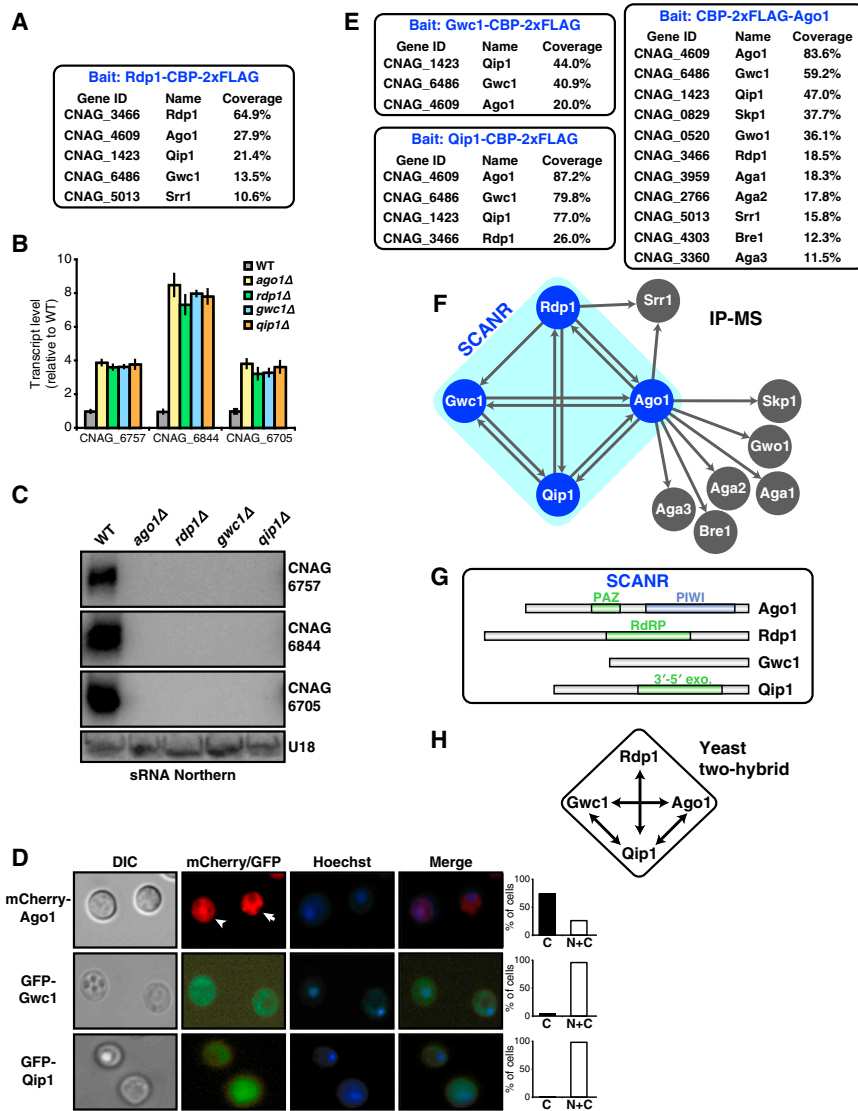 A
Bait: Rdp1-CBP-2xFLAG
Gene ID Name Coverage
CNAG_3466 Rdp1 64.9%
CNAG_4609 Ago1 27.9%
CNAG_1423 Qip1 21.4%
CNAG_6486 Gwc1 13.5%
CNAG_5013 Srr1 10.6%
B
Transcript level
(relative to WT)
10
8
6
4
2
0
WT
ago1Δ
rdp1Δ
gwc1Δ
qip1Δ
CNAG_6757 CNAG_6844 CNAG_6705
C
WT ago1Δ rdp1Δ gwc1Δ qip1Δ
CNAG
6757
CNAG
6844
CNAG
6705
U18
sRNA Northern
D
DIC mCherry/GFP Hoechst Merge
mCherry-
Ago1
% of cells
100
50
0
C N+C
GFP-
Gwc1
% of cells
100
50
0
C N+C
GFP-
Qip1
% of cells
100
50
0
C N+C
E
Bait: Gwc1-CBP-2xFLAG
Gene ID Name Coverage
CNAG_1423 Qip1 44.0%
CNAG_6486 Gwc1 40.9%
CNAG_4609 Ago1 20.0%
Bait: Qip1-CBP-2xFLAG
Gene ID Name Coverage
CNAG_4609 Ago1 87.2%
CNAG_6486 Gwc1 79.8%
CNAG_1423 Qip1 77.0%
CNAG_3466 Rdp1 26.0%
Bait: CBP-2xFLAG-Ago1
Gene ID Name Coverage
CNAG_4609 Ago1 83.6%
CNAG_6486 Gwc1 59.2%
CNAG_1423 Qip1 47.0%
CNAG_0829 Skp1 37.7%
CNAG_0520 Gwo1 36.1%
CNAG_3466 Rdp1 18.5%
CNAG_3959 Aga1 18.3%
CNAG_2766 Aga2 17.8%
CNAG_5013 Srr1 15.8%
CNAG_4303 Bre1 12.3%
CNAG_3360 Aga3 11.5%
F
SCANR
IP-MS
Rdp1
Srr1
Gwc1
Ago1
Skp1
Gwo1
Qip1
Aga3
Aga2
Aga1
Bre1
G
SCANR
PAZ PIWI
Ago1
RdRP
Rdp1
Gwc1
3′-5′ exo.
Qip1
H
Yeast
two-hybrid
Rdp1
Gwc1 Ago1
Qip1